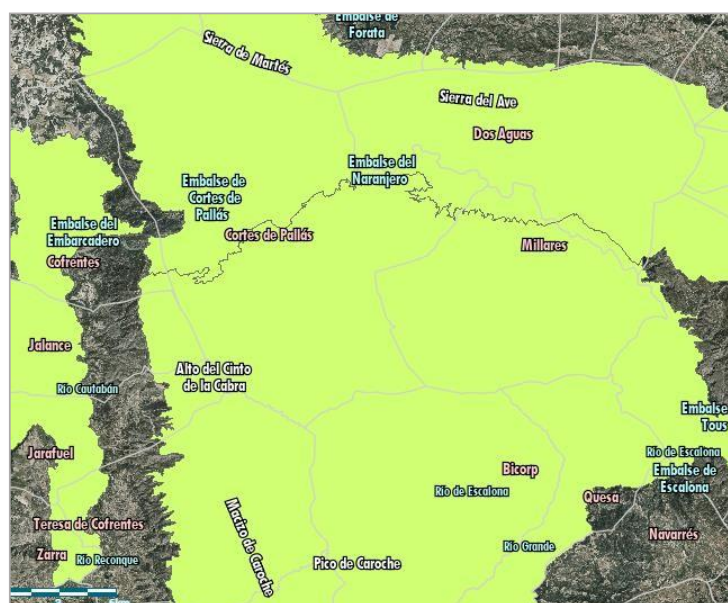 Embalse de
Forata
Sierra de Martés
Sierra del Ave
Dos Aguas
Embalse del
Naranjero
Embalse de
Cortes de
Pallás
Embalse del
Embarcadero
Cortes de Pallás
Millares
Cofrentes
Jalance
Alto del Cinto
de la Cabra
Río Cautabán
Embalse
Tous
Jarafuel
Río de Escalona
Bicorp
Embalse de
Escalona
Río de Escalona
Quesa
Teresa de Cofrentes
Macizo de Caroche
Navarrés
Zarra
Río Reconque
Pico de Caroche
Río Grande